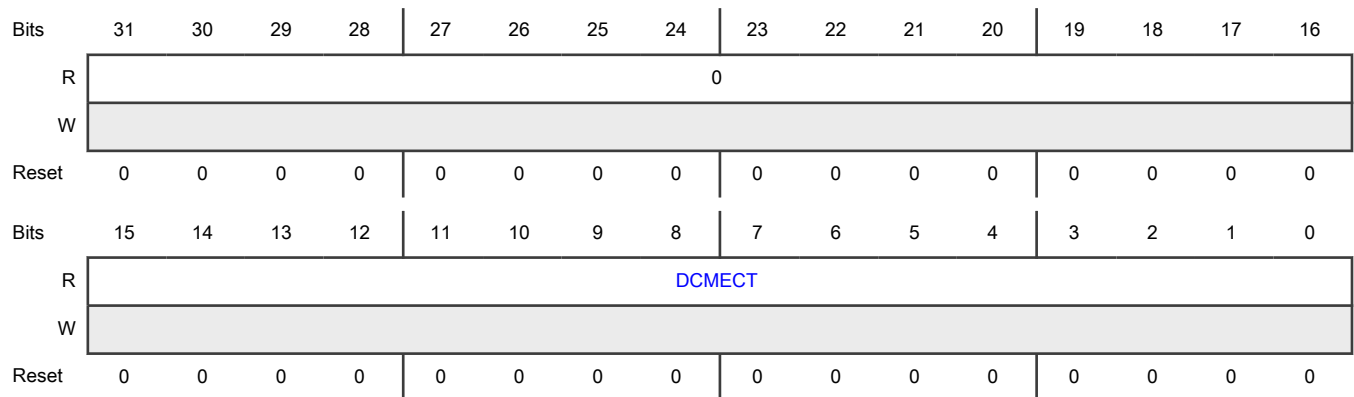 Bits 31 30 29 28 27 26 25 24 23 22 21 20 19 18 17 16
R 0
W
Reset 0 0 0 0 0 0 0 0 0 0 0 0 0 0 0 0
Bits 15 14 13 12 11 10 9 8 7 6 5 4 3 2 1 0
R DCMECT
W
Reset 0 0 0 0 0 0 0 0 0 0 0 0 0 0 0 0